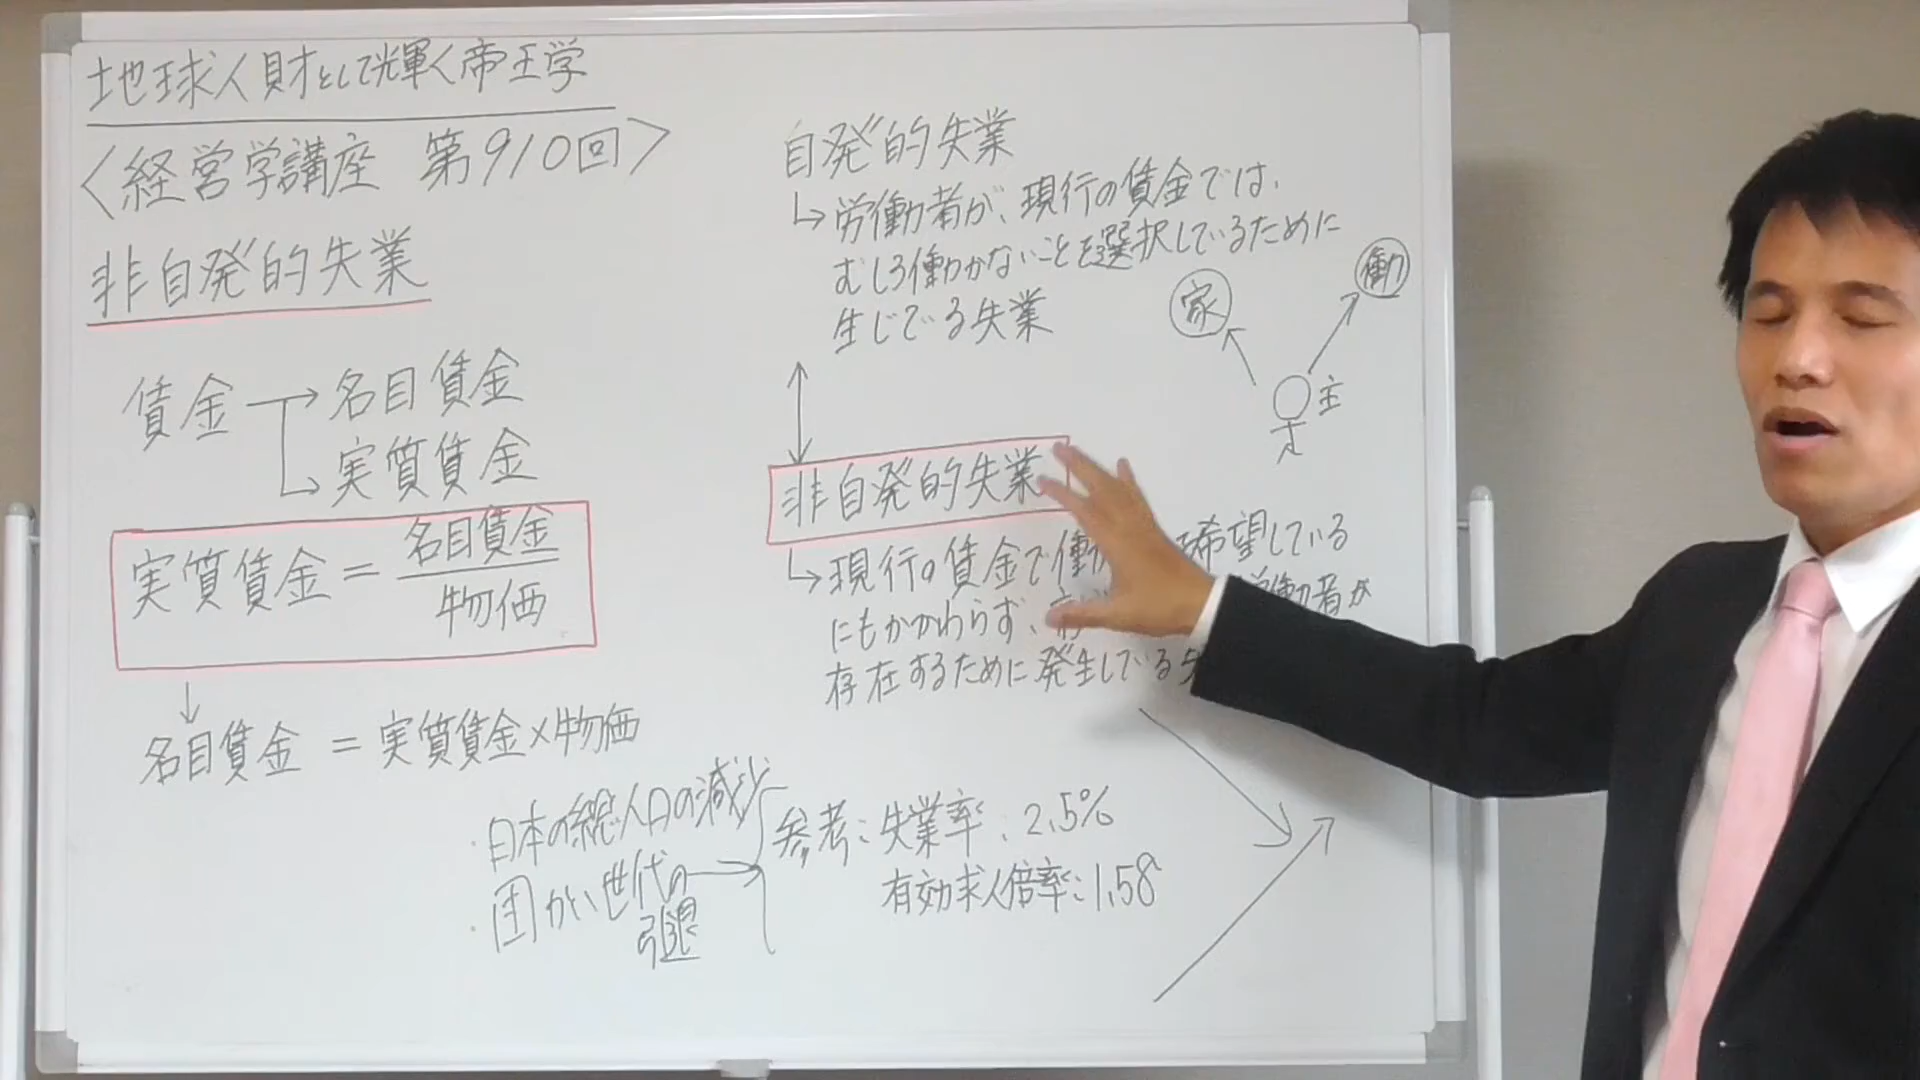 地球人財として輝く帝王学
〈経営学講座 第910回〉
非自発的失業
賃金 → 名目賃金
→ 実質賃金
実質賃金 = 名目賃金
物価
↓
名目賃金 = 実質賃金×物価
・日本の総人口の減少
・団かい世代の
引退
自発的失業
↳労働者が、現行の賃金では、
むしろ働かないことを選択しているために
生じでいる失業
家
働
主
非自発的失業
↳現行の賃金で働 希望している
にもかかわらず、 働者が
存在するために発生している失
参考:失業率:2.5%
有効求人倍率:1.58